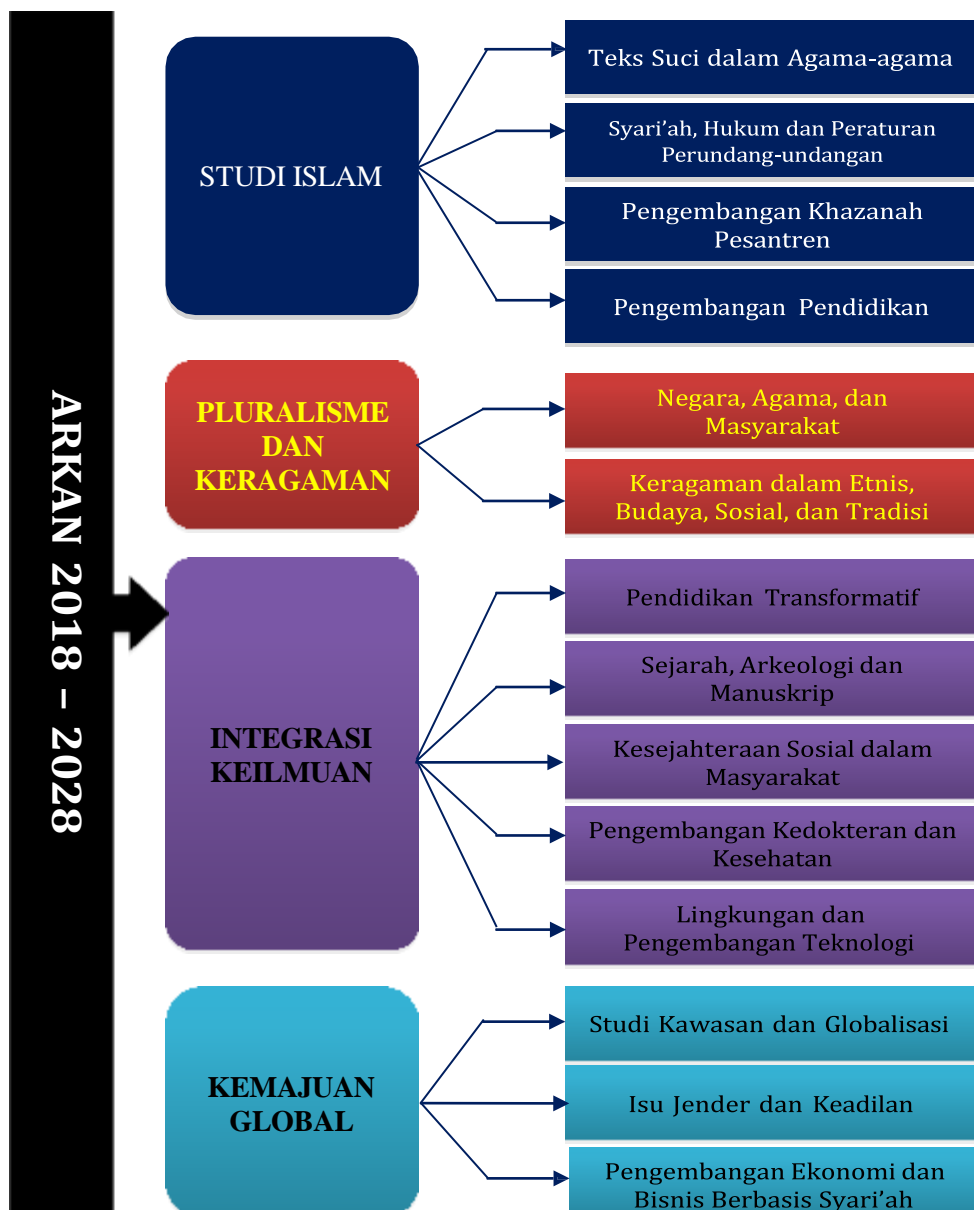 ARKAN 2018 – 2028
STUDI ISLAM
Teks Suci dalam Agama-agama
Syari’ah, Hukum dan Peraturan
Perundang-undangan
Pengembangan Khazanah
Pesantren
Pengembangan Pendidikan
PLURALISME
DAN
KERAGAMAN
Negara, Agama, dan
Masyarakat
Keragaman dalam Etnis,
Budaya, Sosial, dan Tradisi
INTEGRASI
KEILMUAN
Pendidikan Transformatif
Sejarah, Arkeologi dan
Manuskrip
Kesejahteraan Sosial dalam
Masyarakat
Pengembangan Kedokteran dan
Kesehatan
Lingkungan dan
Pengembangan Teknologi
KEMAJUAN
GLOBAL
Studi Kawasan dan Globalisasi
Isu Jender dan Keadilan
Pengembangan Ekonomi dan
Bisnis Berbasis Syari’ah